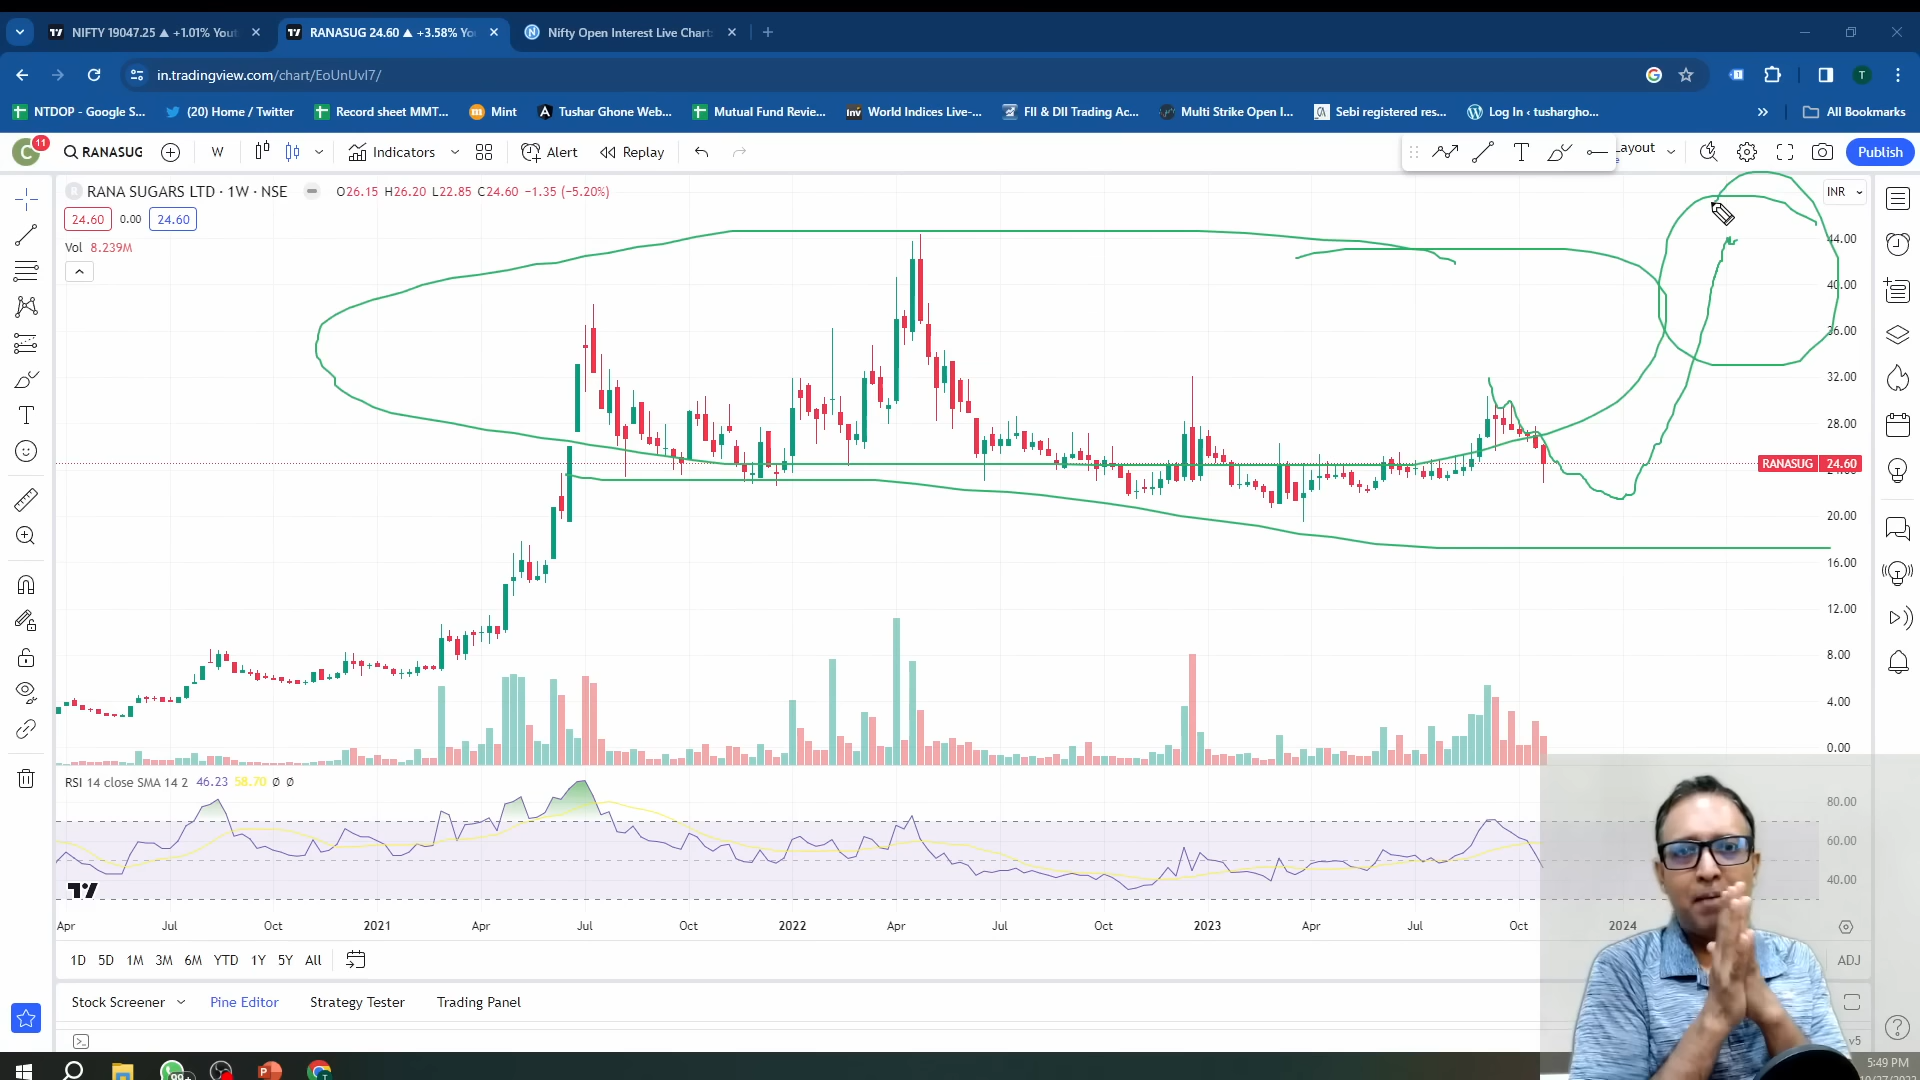 NIFTY 19047.25 ▲ +1.01% Yout
RANASUG 24.60 ▲ +3.58% Yo
Nifty Open Interest Live Chart
in.tradingview.com/chart/EoUnUvl7/
T
NTDOP - Google S...
(20) Home / Twitter
Record sheet MMT...
Mint
Tushar Ghone Web...
Mutual Fund Review...
World Indices Live-...
FII & DII Trading Ac...
Multi Strike Open I...
Sebi registered res...
Log In ‹ tushargho...
All Bookmarks
C 11
RANASUG
W
Indicators
Alert
Replay
Layout
Publish
RANA SUGARS LTD · 1W · NSE
O26.15 H26.20 L22.85 C24.60 −1.35 (−5.20%)
INR
24.60 0.00 24.60
Vol 8.239M
44.00
40.00
36.00
32.00
28.00
RANASUG 24.60
20.00
16.00
12.00
8.00
4.00
0.00
RSI 14 close SMA 14 2 46.23 58.70 Ø Ø
80.00
60.00
40.00
Apr Jul Oct 2021 Apr Jul Oct 2022 Apr Jul Oct 2023 Apr Jul Oct 2024
1D 5D 1M 3M 6M YTD 1Y 5Y All
ADJ
Stock Screener Pine Editor Strategy Tester Trading Panel
v5
99+
5:49 PM